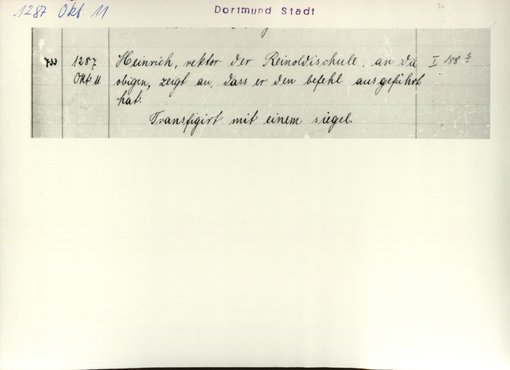 1287 Okt 11
Dortmund Stadt
1287 Heinrich, rektor der Reinoldischule, an die I 188
Okt. 11 obigen, zeigt an, dass er den befehl ausgeführt
hat.
Transfigirt mit einem siegel.